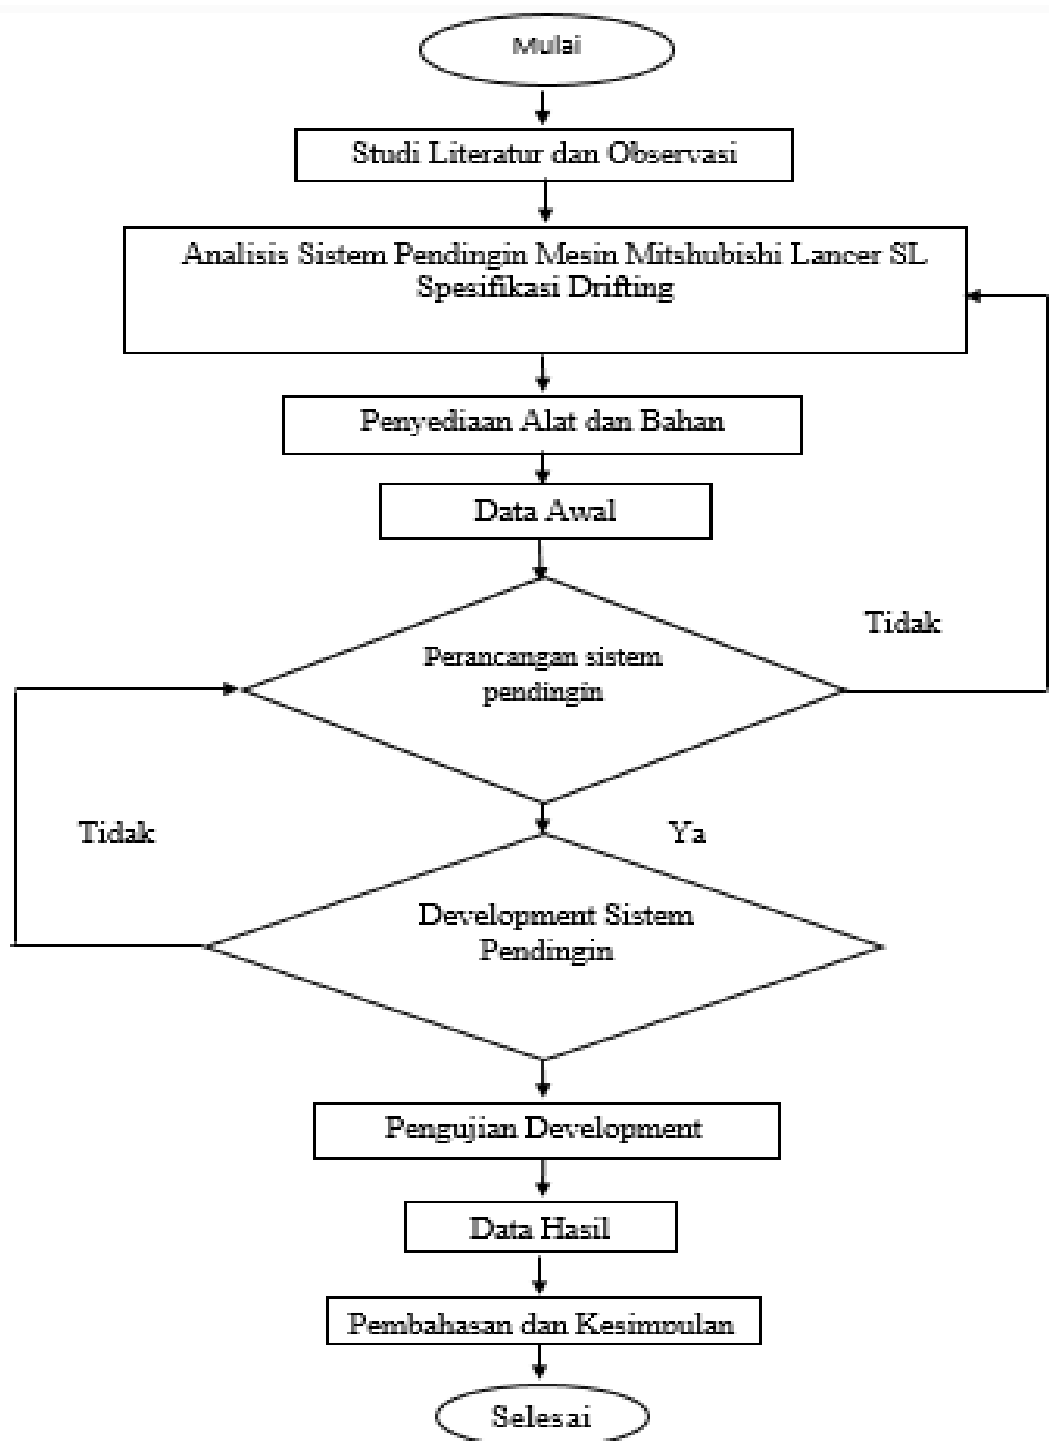 Mulai
Studi Literatur dan Observasi
Analisis Sistem Pendingin Mesin Mitshubishi Lancer SL
Spesifikasi Drifting
Penyediaan Alat dan Bahan
Data Awal
Tidak
Perancangan sistem
pendingin
Tidak
Ya
Development Sistem
Pendingin
Pengujian Development
Data Hasil
Pembahasan dan Kesimpulan
Selesai